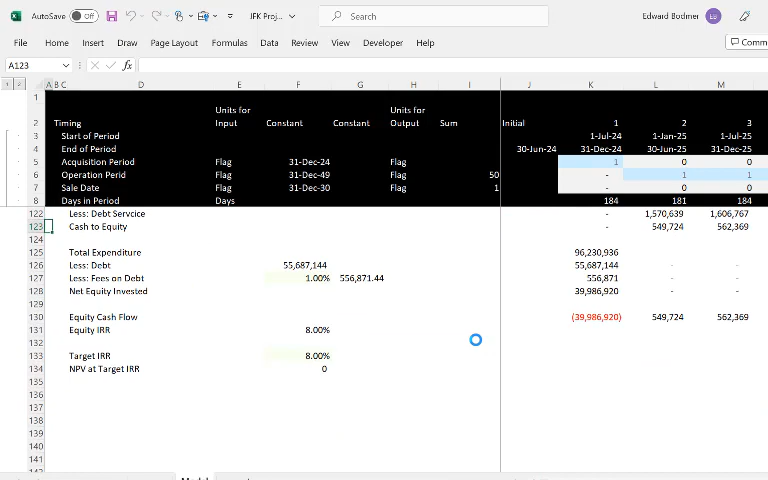 AutoSave Off JFK Proj... Search Edward Bodmer EB
File Home Insert Draw Page Layout Formulas Data Review View Developer Help Comm
A123 fx
1 2 A B C D E F G H I J K L M
1
Units for Units for
2 Timing Input Constant Constant Output Sum Initial 1 2 3
3 Start of Period 1-Jul-24 1-Jan-25 1-Jul-25
4 End of Period 30-Jun-24 31-Dec-24 30-Jun-25 31-Dec-25
5 Acquisition Period Flag 31-Dec-24 Flag 1 0 0
6 Operation Peridd Flag 31-Dec-49 Flag 50 - 1 1
7 Sale Date Flag 31-Dec-30 Flag 1 - 0 0
8 Days in Period Days 184 181 184
122 Less: Debt Servcice - 1,570,639 1,606,767
123 Cash to Equity - 549,724 562,369
124
125 Total Expenditure 96,230,936
126 Less: Debt 55,687,144 55,687,144 - -
127 Less: Fees on Debt 1.00% 556,871.44 556,871 - -
128 Net Equity Invested 39,986,920 - -
129
130 Equity Cash Flow (39,986,920) 549,724 562,369
131 Equity IRR 8.00%
132
133 Target IRR 8.00%
134 NPV at Target IRR 0
135
136
137
138
139
140
141